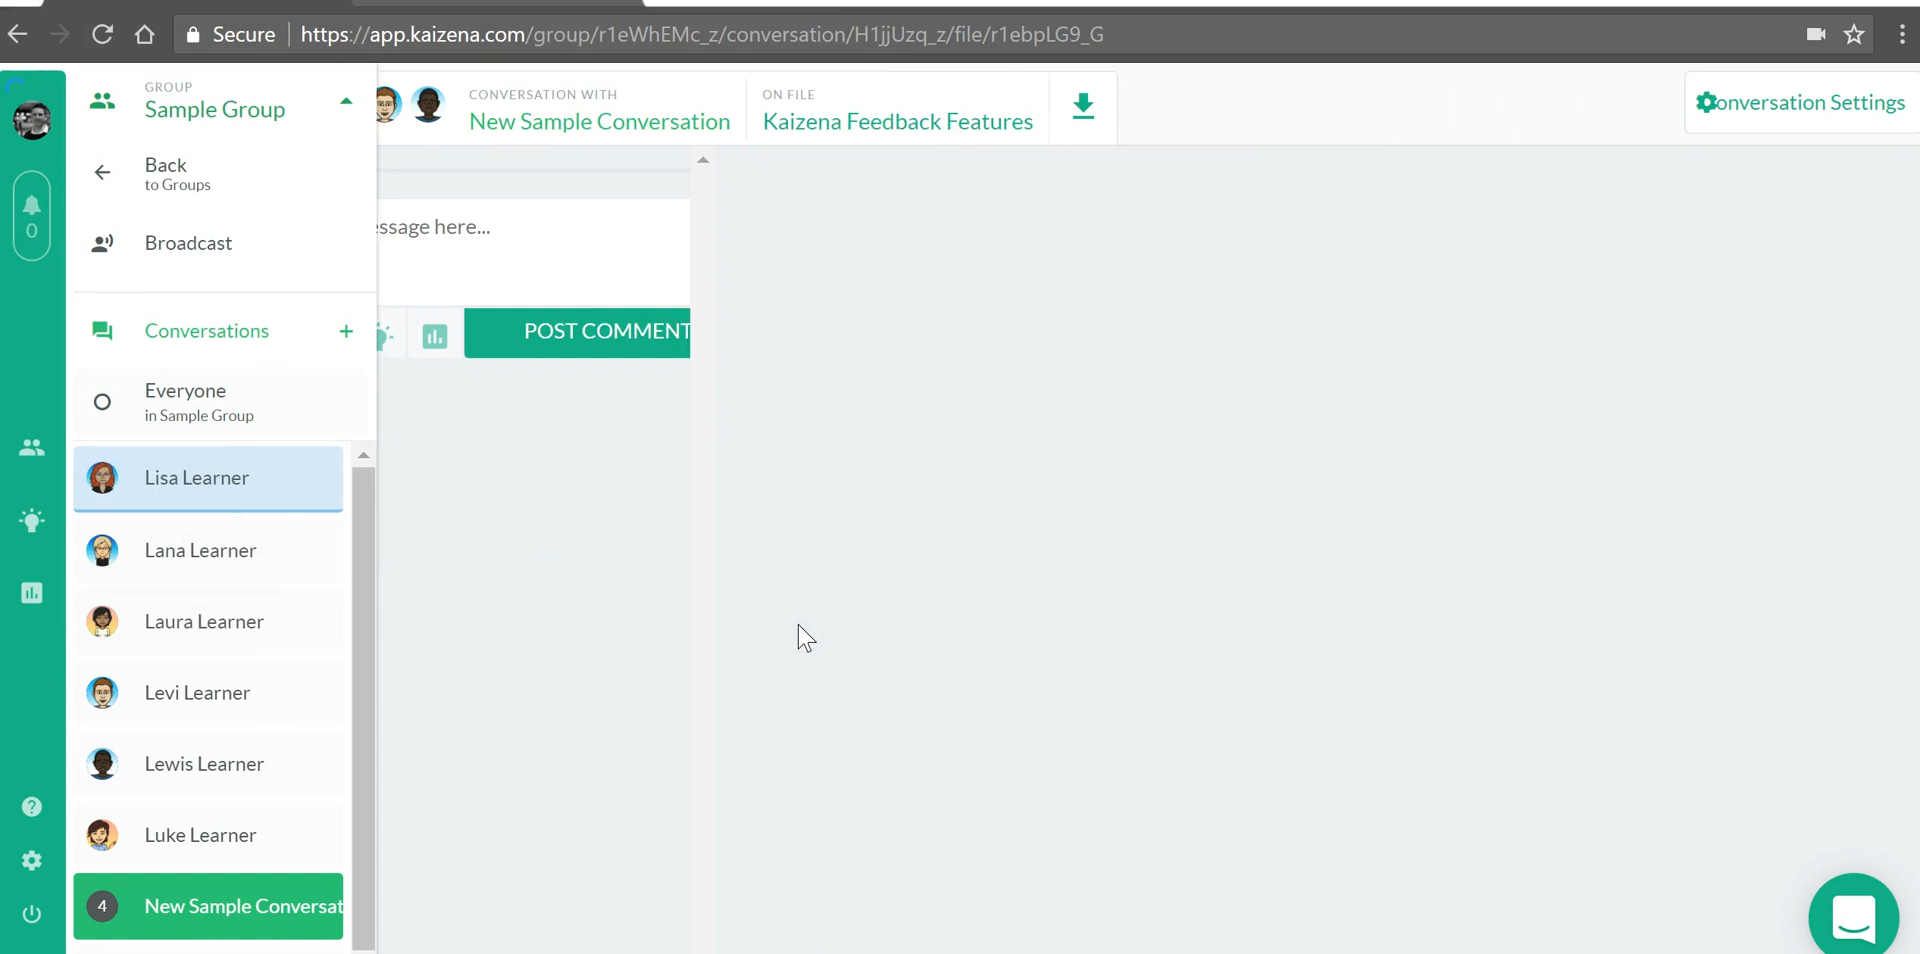 Secure https://app.kaizena.com/group/r1eWhEMc_z/conversation/H1jjUzq_z/file/r1ebpLG9_G
GROUP
Sample Group
Back
to Groups
Broadcast
Conversations +
Everyone
in Sample Group
Lisa Learner
Lana Learner
Laura Learner
Levi Learner
Lewis Learner
Luke Learner
4 New Sample Conversat
0
CONVERSATION WITH
New Sample Conversation
ON FILE
Kaizena Feedback Features
onversation Settings
essage here...
POST COMMENT
?